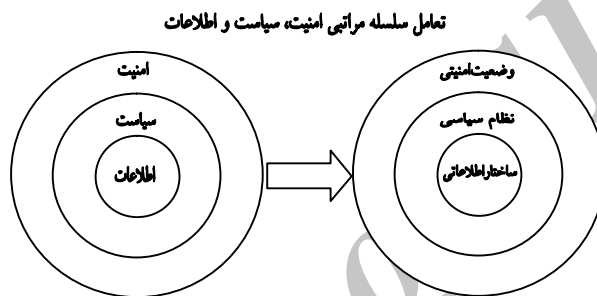 تعامل سلسله مراتبی امنیت، سیاست و اطلاعات
وضعیت‌امنیتی
نظام سیاسی
ساختاراطلاعاتی
امنیت
سیاست
اطلاعات